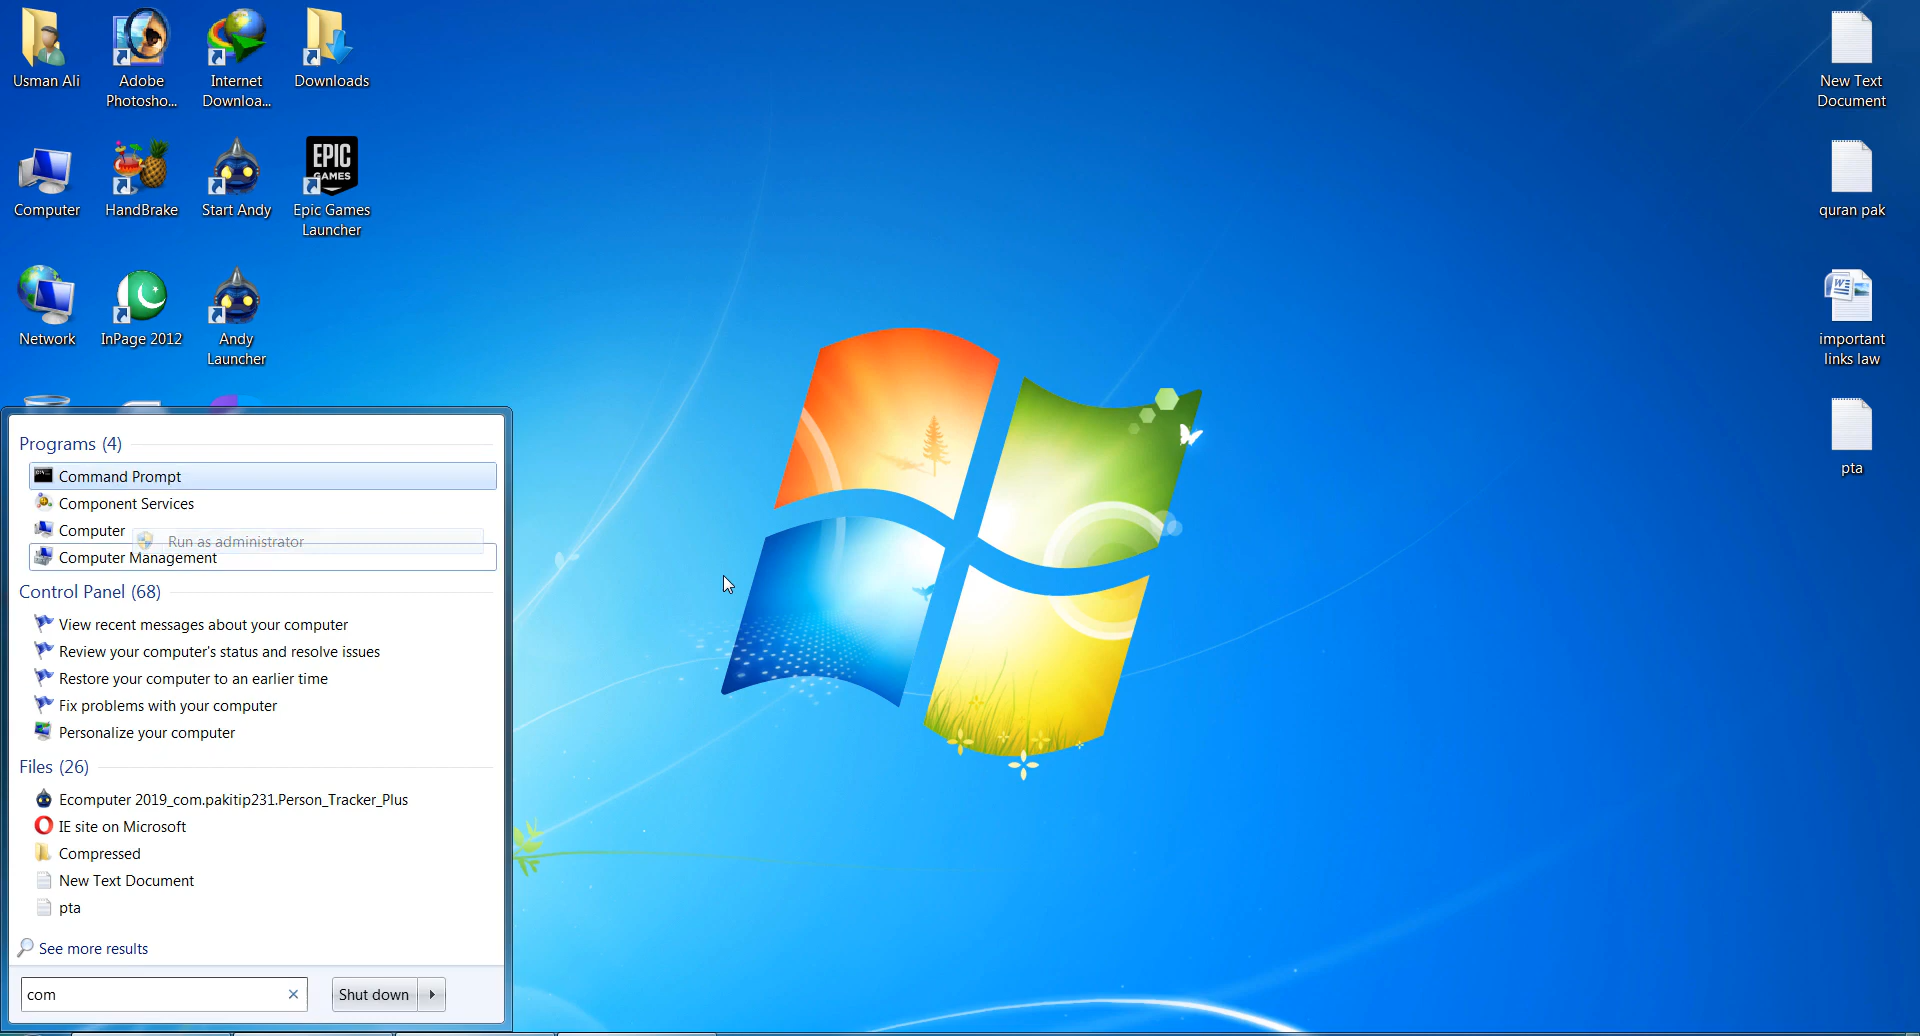 Usman Ali
Adobe
Photosho...
Internet
Downloa...
Downloads
New Text
Document
Computer
HandBrake
Start Andy
EPIC
GAMES
Epic Games
Launcher
quran pak
Network
InPage 2012
Andy
Launcher
W
important
links law
pta
Programs (4)
Command Prompt
Component Services
Computer
Run as administrator
Computer Management
Control Panel (68)
View recent messages about your computer
Review your computer's status and resolve issues
Restore your computer to an earlier time
Fix problems with your computer
Personalize your computer
Files (26)
Ecomputer 2019_com.pakitip231.Person_Tracker_Plus
IE site on Microsoft
Compressed
New Text Document
pta
See more results
com
Shut down